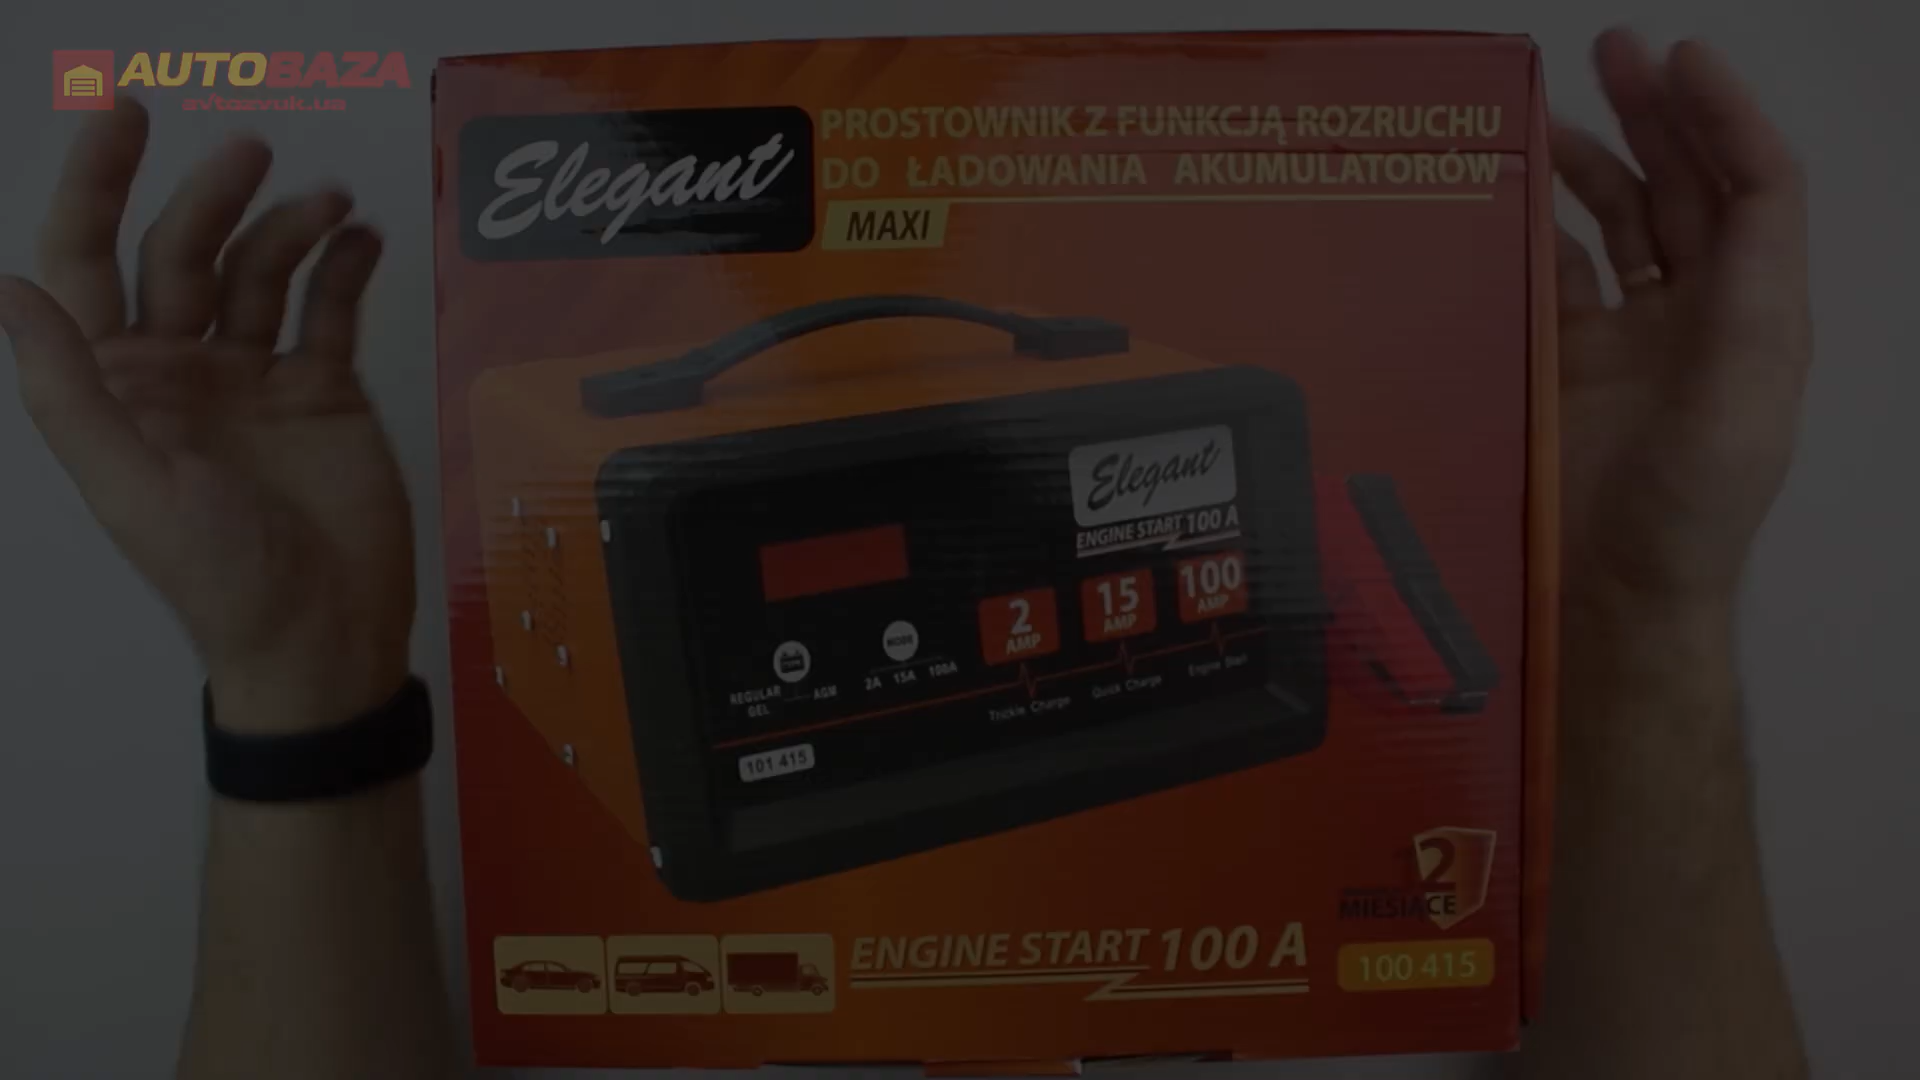 AUTOBAZA
avtozvuk.ua
Elegant
PROSTOWNIK Z FUNKCJĄ ROZRUCHU
DO ŁADOWANIA AKUMULATORÓW
MAXI
Elegant
ENGINE START 100 A
2 AMP
15 AMP
100 AMP
TYPE
MODE
REGULAR
GEL
AGM
2A 15A 100A
Trickle Charge
Quick Charge
Engine Start
101 415
2
MIESIĄCE
ENGINE START 100 A
100 415